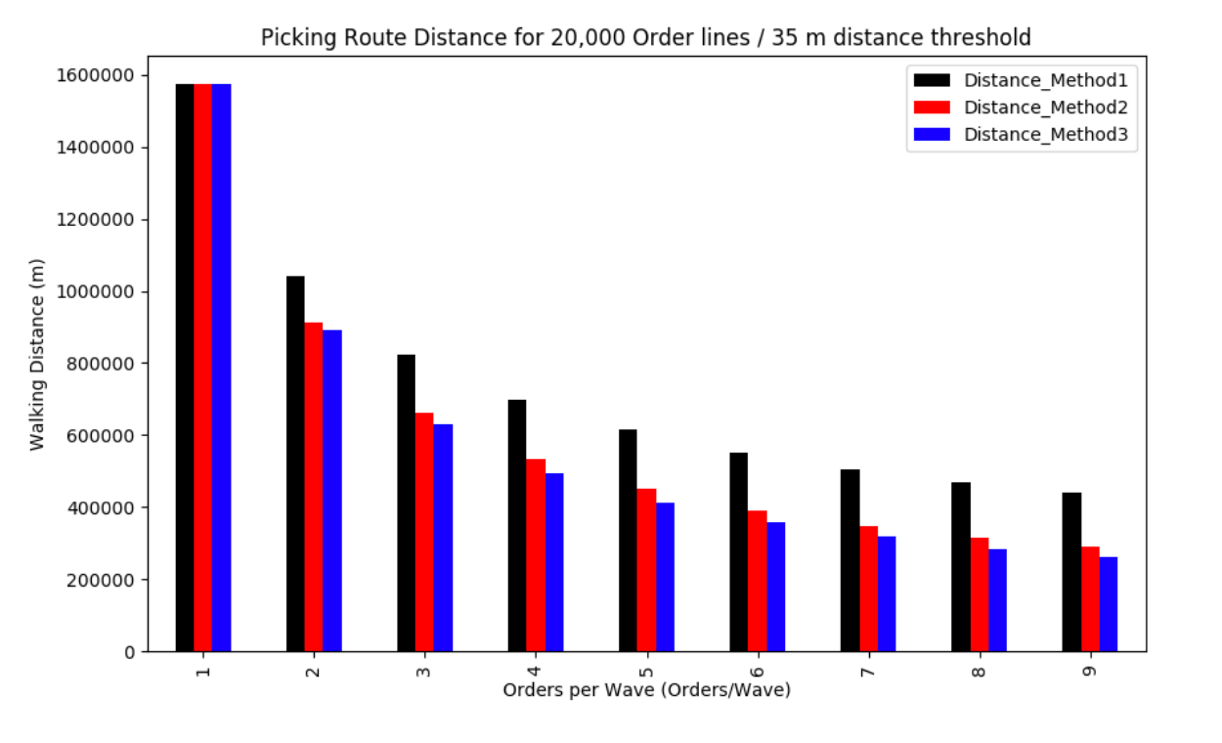 Picking Route Distance for 20,000 Order lines / 35 m distance threshold
Distance_Method1
Distance_Method2
Distance_Method3
Walking Distance (m)
1600000
1400000
1200000
1000000
800000
600000
400000
200000
0
1 2 3 4 5 6 7 8 9
Orders per Wave (Orders/Wave)